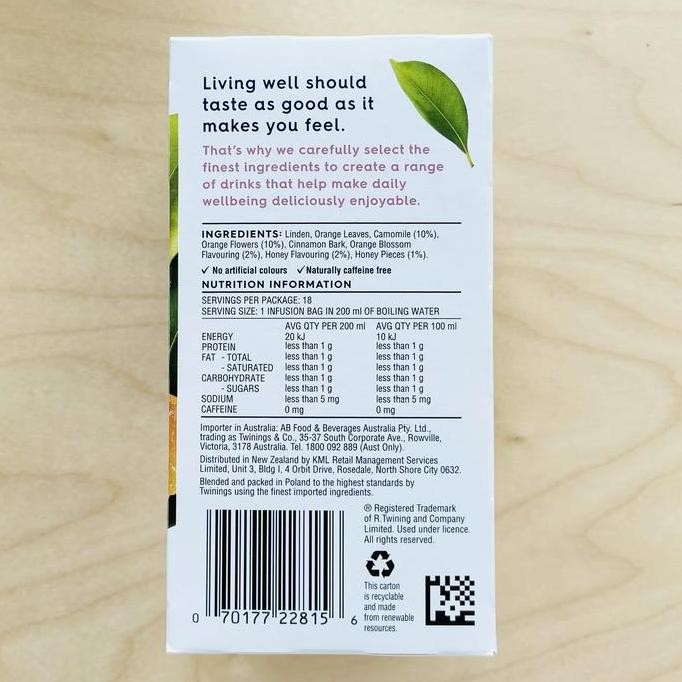 Living well should
taste as good as it
makes you feel.
That's why we carefully select the
finest ingredients to create a range
of drinks that help make daily
wellbeing deliciously enjoyable.
INGREDIENTS: Linden, Orange Leaves, Camomile (10%),
Orange Flowers (10%), Cinnamon Bark, Orange Blossom
Flavouring (2%), Honey Flavouring (2%), Honey Pieces (1%).
✓ No artificial colours ✓ Naturally caffeine free
NUTRITION INFORMATION
SERVINGS PER PACKAGE: 18
SERVING SIZE: 1 INFUSION BAG IN 200 ml OF BOILING WATER
AVG QTY PER 200 ml AVG QTY PER 100 ml
ENERGY 20 kJ 10 kJ
PROTEIN less than 1 g less than 1 g
FAT - TOTAL less than 1 g less than 1 g
- SATURATED less than 1 g less than 1 g
CARBOHYDRATE less than 1 g less than 1 g
- SUGARS less than 1 g less than 1 g
SODIUM less than 5 mg less than 5 mg
CAFFEINE 0 mg 0 mg
Importer in Australia: AB Food & Beverages Australia Pty. Ltd.,
trading as Twinings & Co., 35-37 South Corporate Ave., Rowville,
Victoria, 3178 Australia. Tel. 1800 092 889 (Aust Only).
Distributed in New Zealand by KML Retail Management Services
Limited, Unit 3, Bldg I, 4 Orbit Drive, Rosedale, North Shore City 0632.
Blended and packed in Poland to the highest standards by
Twinings using the finest imported ingredients.
® Registered Trademark
of R.Twining and Company
Limited. Used under licence.
All rights reserved.
This carton
is recyclable
and made
from renewable
resources.
0 70177 22815 6